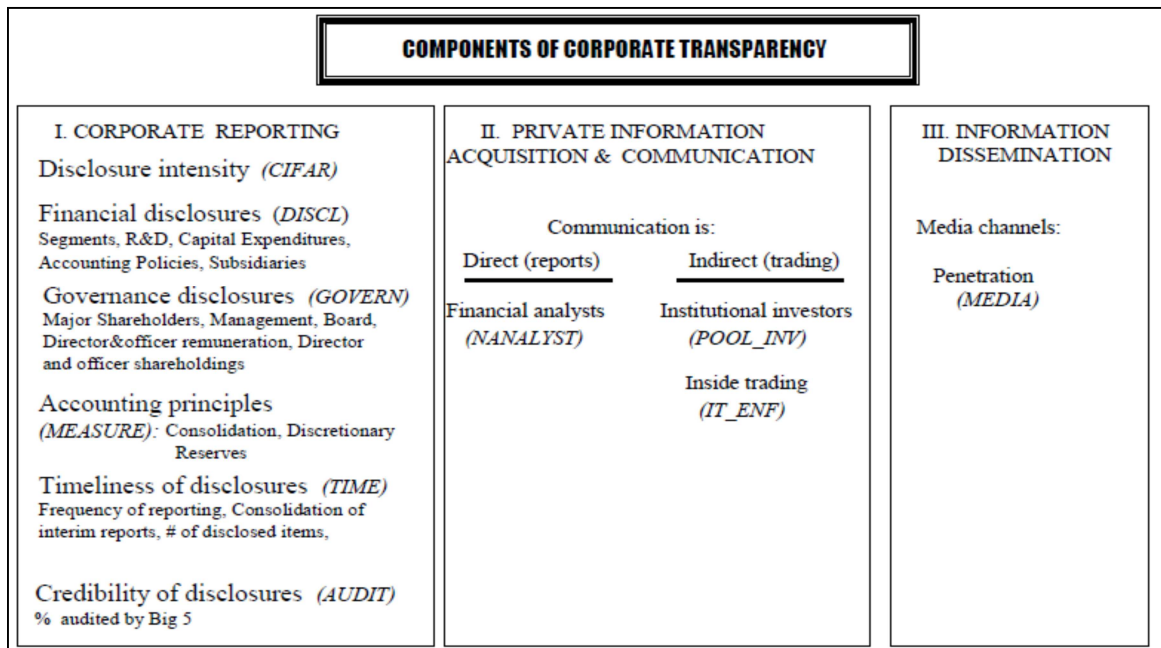 COMPONENTS OF CORPORATE TRANSPARENCY
I. CORPORATE REPORTING
Disclosure intensity (CIFAR)
Financial disclosures (DISCL)
Segments, R&D, Capital Expenditures,
Accounting Policies, Subsidiaries
Governance disclosures (GOVERN)
Major Shareholders, Management, Board,
Director&officer remuneration, Director
and officer shareholdings
Accounting principles
(MEASURE): Consolidation, Discretionary
Reserves
Timeliness of disclosures (TIME)
Frequency of reporting, Consolidation of
interim reports, # of disclosed items,
Credibility of disclosures (AUDIT)
% audited by Big 5
II. PRIVATE INFORMATION
ACQUISITION & COMMUNICATION
Communication is:
Direct (reports)
Financial analysts
(NANALYST)
Indirect (trading)
Institutional investors
(POOL_INV)
Inside trading
(IT_ENF)
III. INFORMATION
DISSEMINATION
Media channels:
Penetration
(MEDIA)